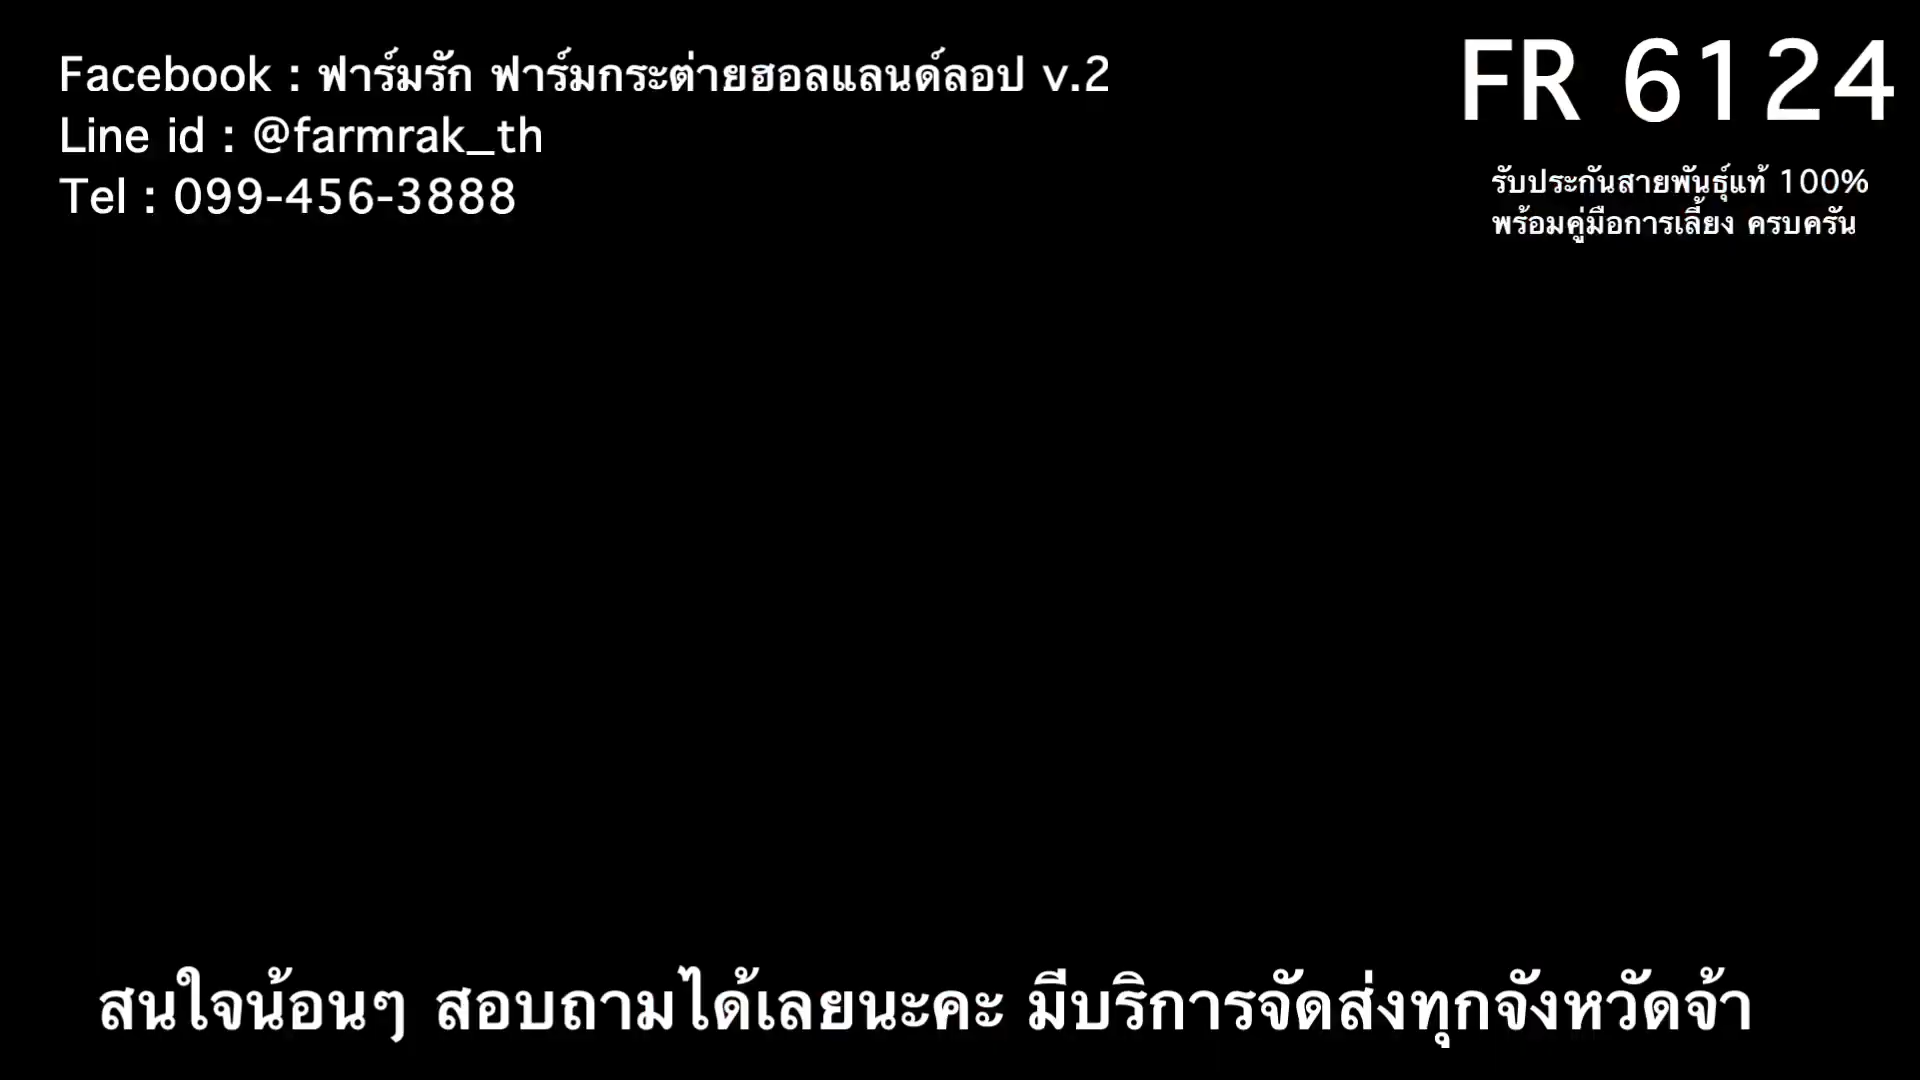 Facebook : ฟาร์มรัก ฟาร์มกระต่ายฮอลแลนด์ลอป v.2
Line id : @farmrak_th
Tel : 099-456-3888
FR 6124
รับประกันสายพันธุ์แท้ 100%
พร้อมคู่มือการเลี้ยง ครบครัน
สนใจน้อนๆ สอบถามได้เลยนะคะ มีบริการจัดส่งทุกจังหวัดจ้า